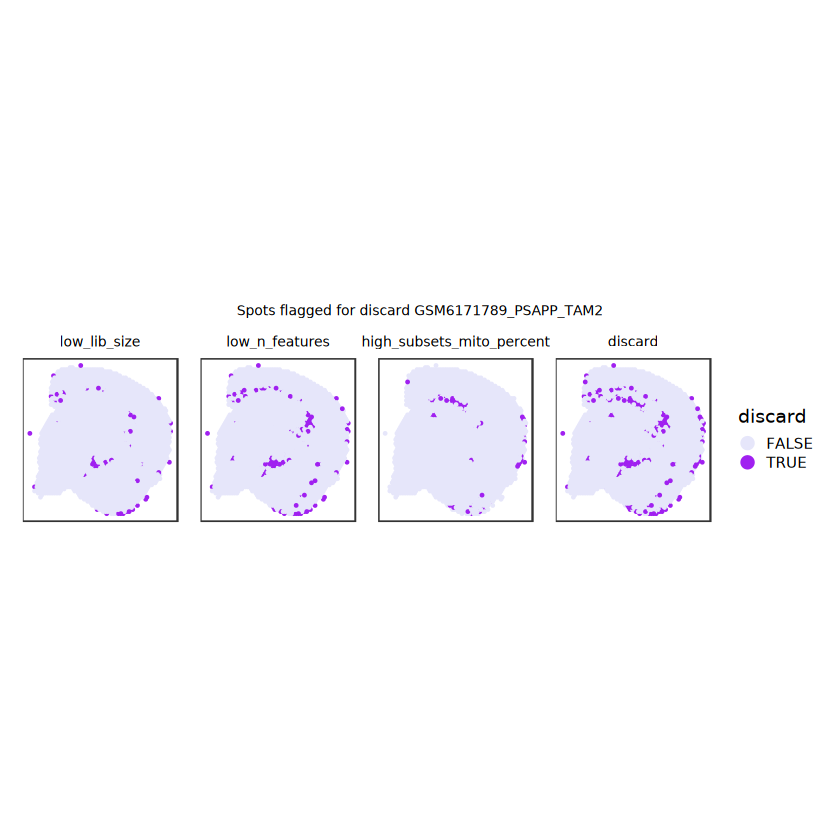 Spots flagged for discard GSM6171789_PSAPP_TAM2
low_lib_size
low_n_features
high_subsets_mito_percent
discard
discard
FALSE
TRUE